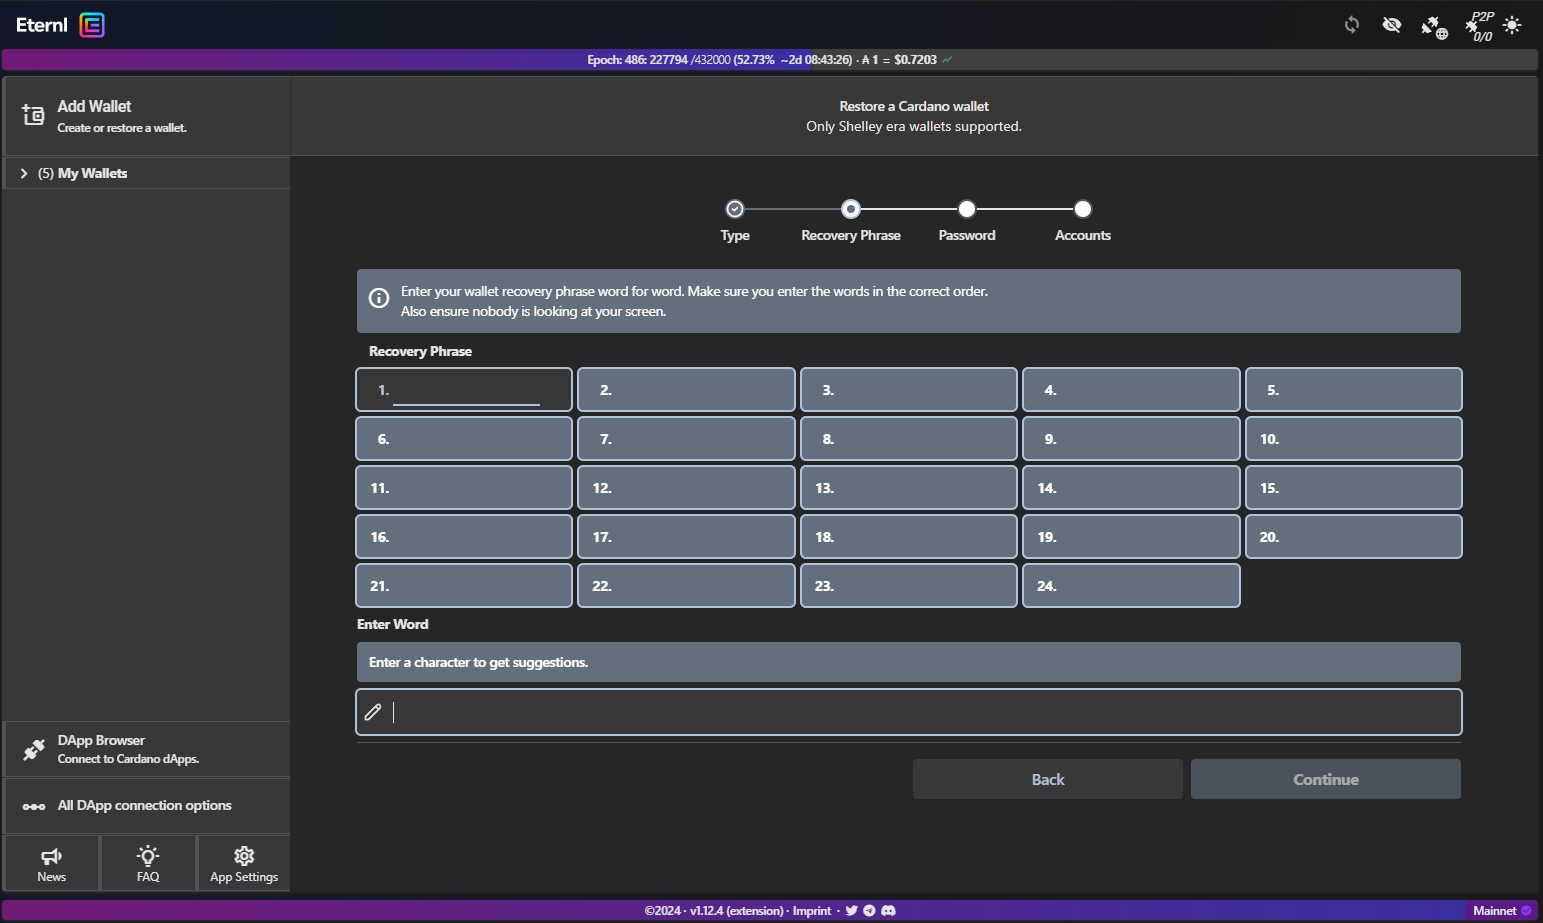 Eternl
P2P
0/0
Epoch: 486: 227794 /432000 (52.73% ~2d 08:43:26) · ₳ 1 = $0.7203
Add Wallet
Create or restore a wallet.
(5) My Wallets
Restore a Cardano wallet
Only Shelley era wallets supported.
Type
Recovery Phrase
Password
Accounts
Enter your wallet recovery phrase word for word. Make sure you enter the words in the correct order.
Also ensure nobody is looking at your screen.
Recovery Phrase
1. 2. 3. 4. 5.
6. 7. 8. 9. 10.
11. 12. 13. 14. 15.
16. 17. 18. 19. 20.
21. 22. 23. 24.
Enter Word
Enter a character to get suggestions.
Back
Continue
DApp Browser
Connect to Cardano dApps.
All DApp connection options
News
FAQ
App Settings
©2024 · v1.12.4 (extension) · Imprint ·
Mainnet